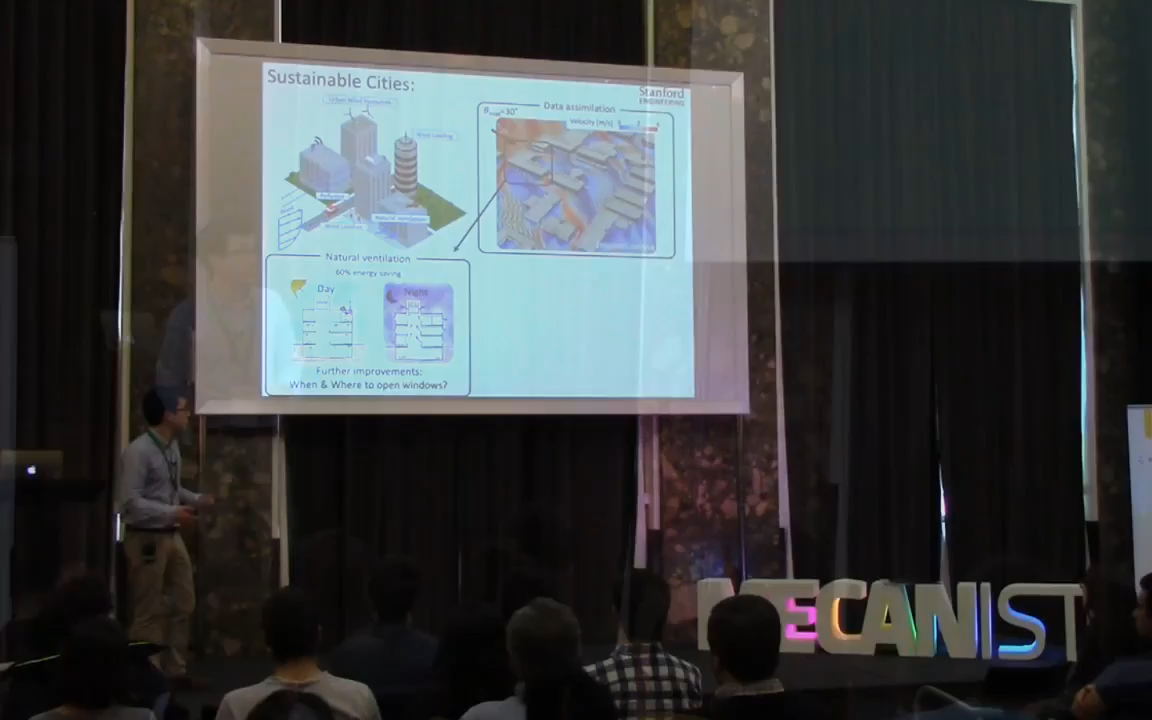 Sustainable Cities:
Stanford
ENGINEERING
Data assimilation
Velocity [m/s]
Wind Loading
Natural Ventilation
Natural ventilation
60% energy saving
Day
Night
Further improvements:
When & Where to open windows?
MECANIST